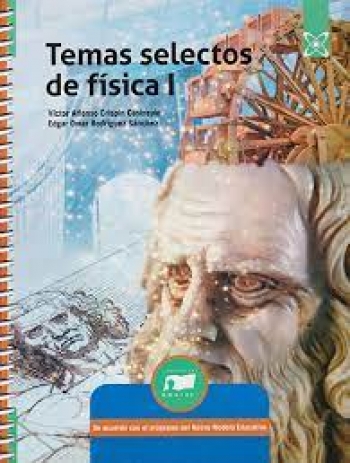 Temas selectos
de física I
Víctor Alfonso Crispín Castrejón
Edgar Omar Rodríguez Sánchez
De acuerdo con el programa del Nuevo Modelo Educativo